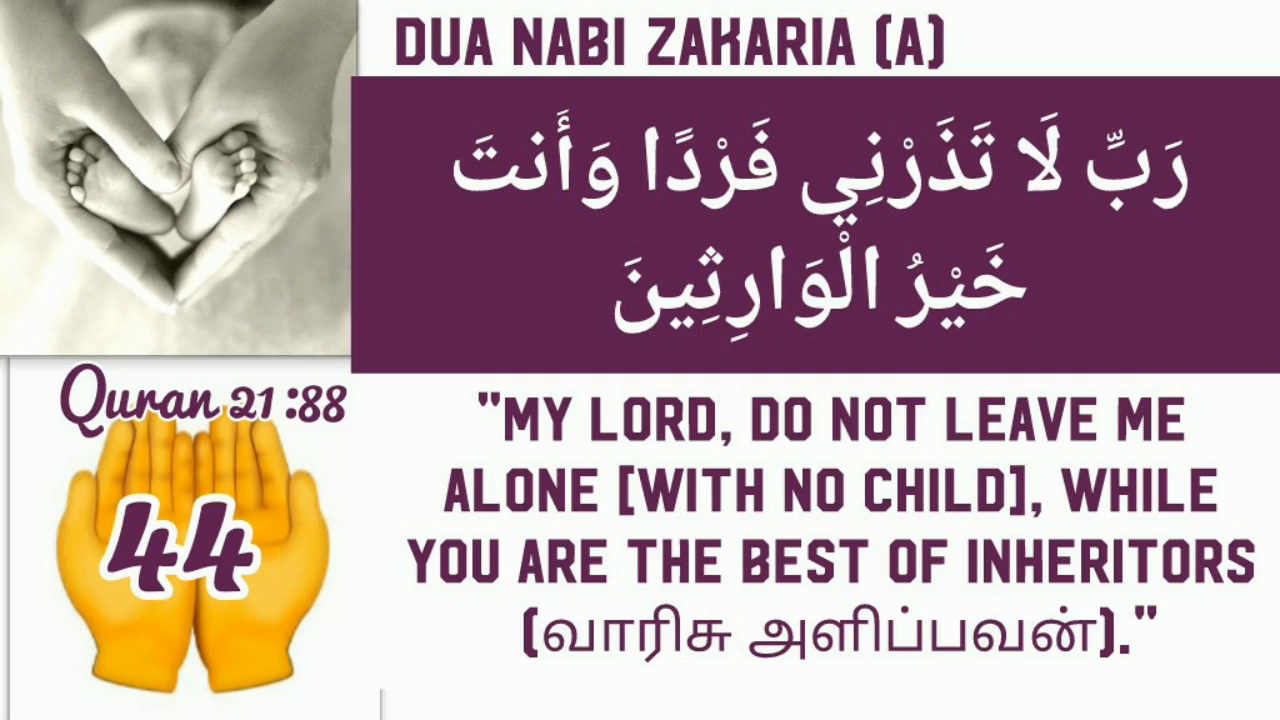 DUA NABI ZAKARIA (A)
رَبِّ لَا تَذَرْنِي فَرْدًا وَأَنتَ
خَيْرُ الْوَارِثِينَ
Quran 21:88
44
"MY LORD, DO NOT LEAVE ME
ALONE [WITH NO CHILD], WHILE
YOU ARE THE BEST OF INHERITORS
(வாரிசு அளிப்பவன்)."